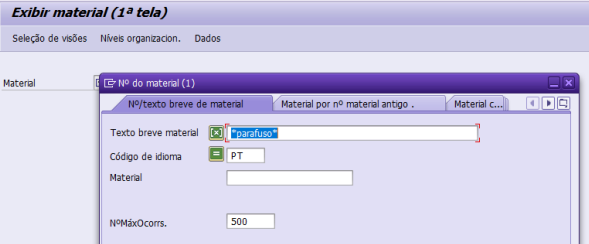 Exibir material (1ª tela)
Seleção de visões Níveis organizacion. Dados
Material
Nº do material (1)
Nº/texto breve de material Material por nº material antigo . Material c...
Texto breve material *parafuso*
Código de idioma = PT
Material
NºMáxOcorrs. 500